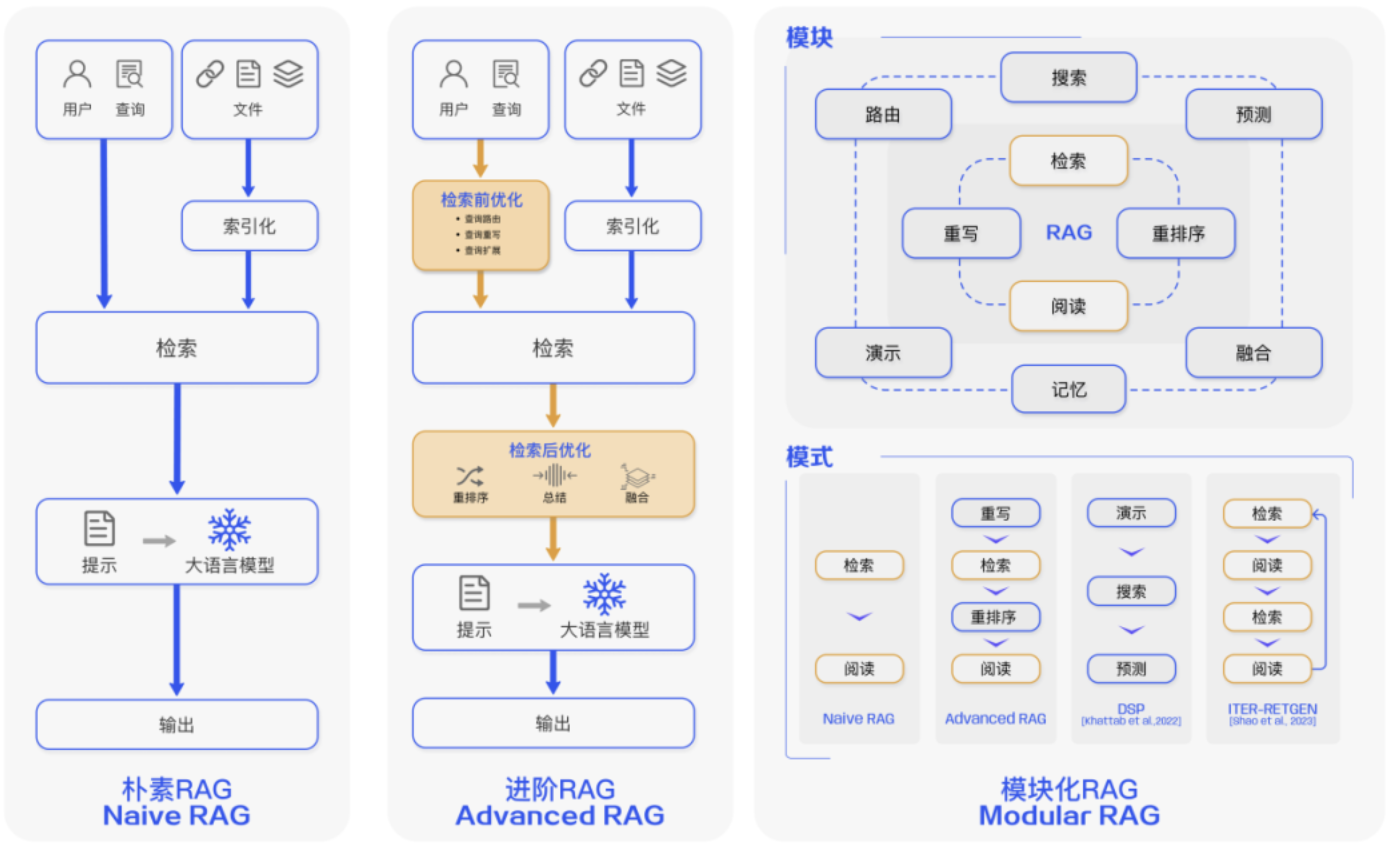 用户
查询
文件
索引化
检索
提示
大语言模型
输出
朴素RAG
Naive RAG
用户
查询
文件
检索前优化
• 查询路由
• 查询重写
• 查询扩展
索引化
检索
检索后优化
重排序
总结
融合
提示
大语言模型
输出
进阶RAG
Advanced RAG
模块
搜索
路由
预测
检索
重写
RAG
重排序
阅读
演示
融合
记忆
模式
检索
阅读
Naive RAG
重写
检索
重排序
阅读
Advanced RAG
演示
搜索
预测
DSP
[Khattab et al.,2022]
检索
阅读
检索
阅读
ITER-RETGEN
[Shao et al., 2023]
模块化RAG
Modular RAG